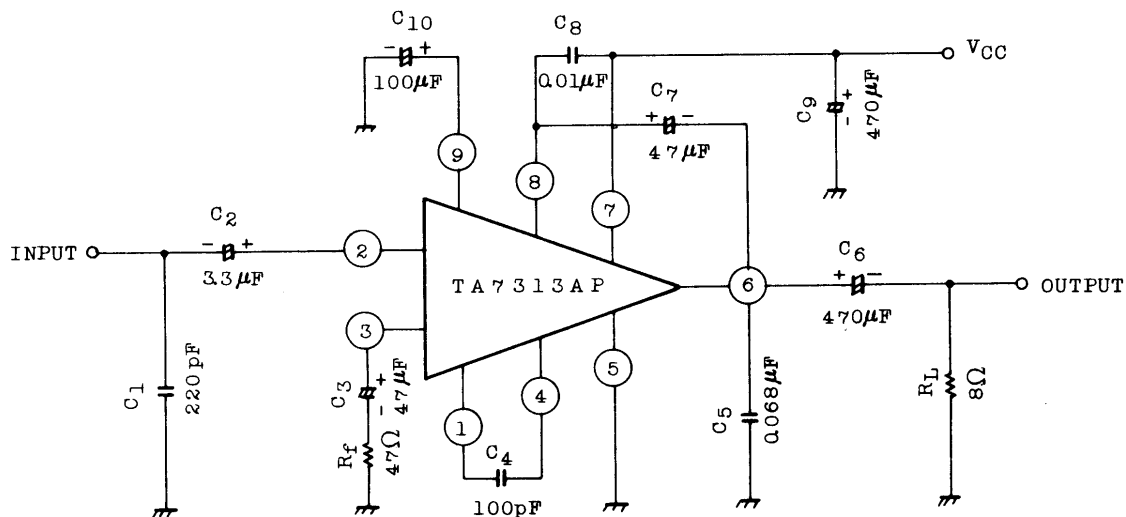 C10
- +
100μF
C8
0.01μF
VCC
C7
+ -
47μF
C9
+
-
470μF
9
8
7
C2
INPUT
- +
3.3μF
2
TA7313AP
6
C6
+ -
470μF
OUTPUT
3
C1
220pF
C3
+
-
47μF
Rf
47Ω
1
4
5
C4
100pF
C5
0.068μF
RL
8Ω